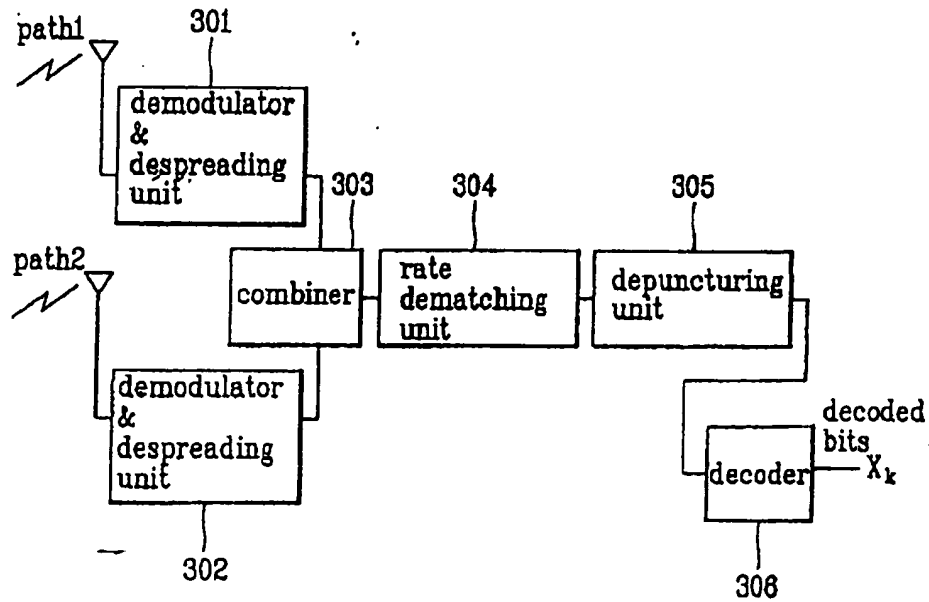 path1
301
demodulator
&
despreading
unit
303
304
305
path2
combiner
rate
dematching
unit
depuncturing
unit
demodulator
&
despreading
unit
302
decoder
decoded
bits
X_k
306